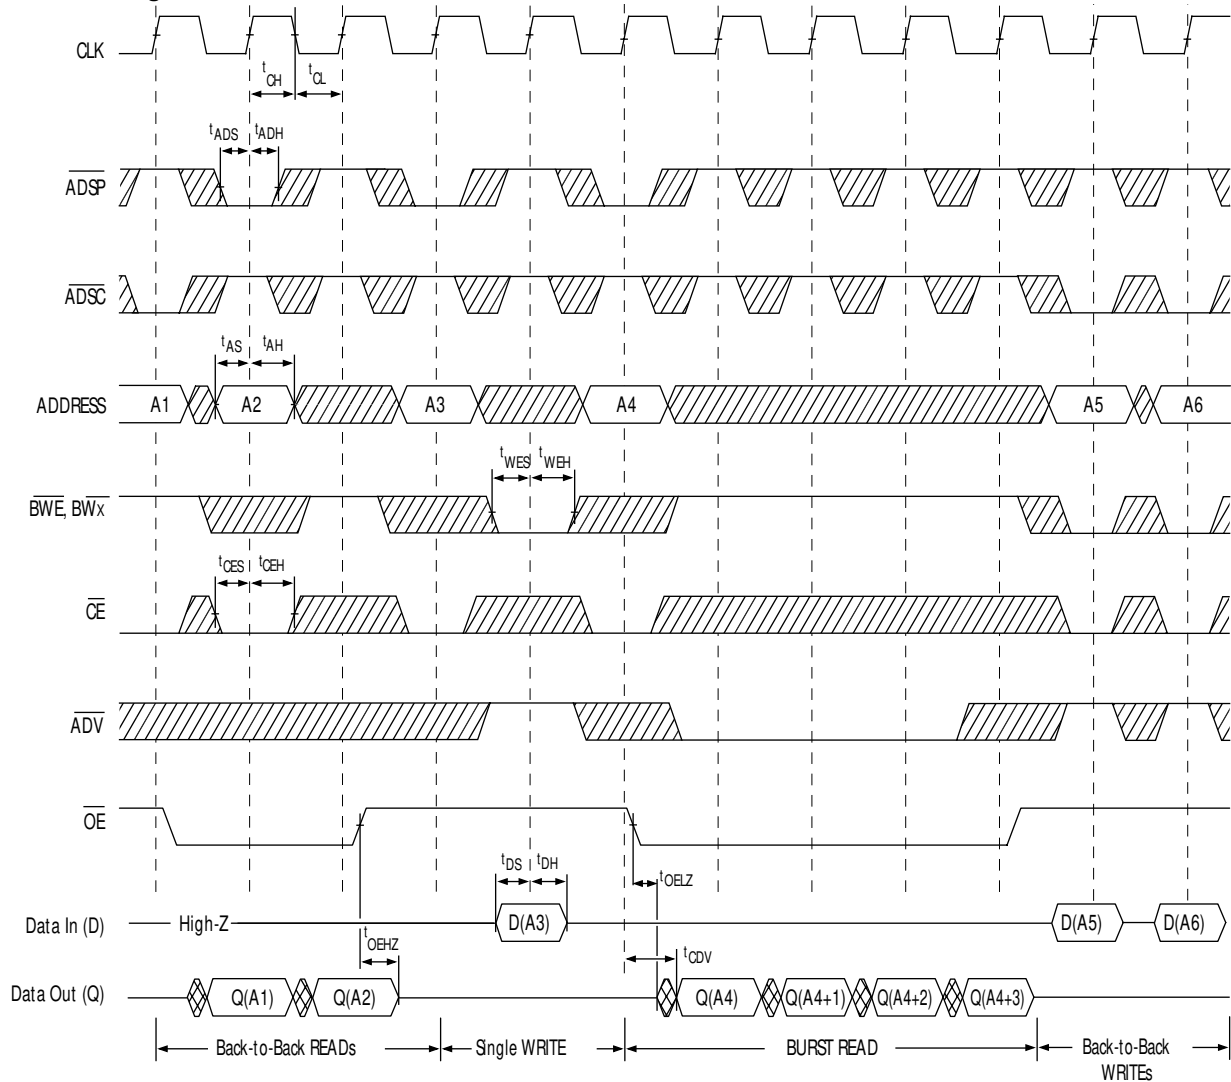 CLK
tCH
tCL
tADS
tADH
ADSP
ADSC
tAS
tAH
ADDRESS
A1
A2
A3
A4
A5
A6
tWES
tWEH
BWE, BWx
tCES
tCEH
CE
ADV
OE
tDS
tDH
tOELZ
Data In (D)
High-Z
D(A3)
D(A5)
D(A6)
tOEHZ
tCDV
Data Out (Q)
Q(A1)
Q(A2)
Q(A4)
Q(A4+1)
Q(A4+2)
Q(A4+3)
Back-to-Back READs
Single WRITE
BURST READ
Back-to-Back
WRITEs